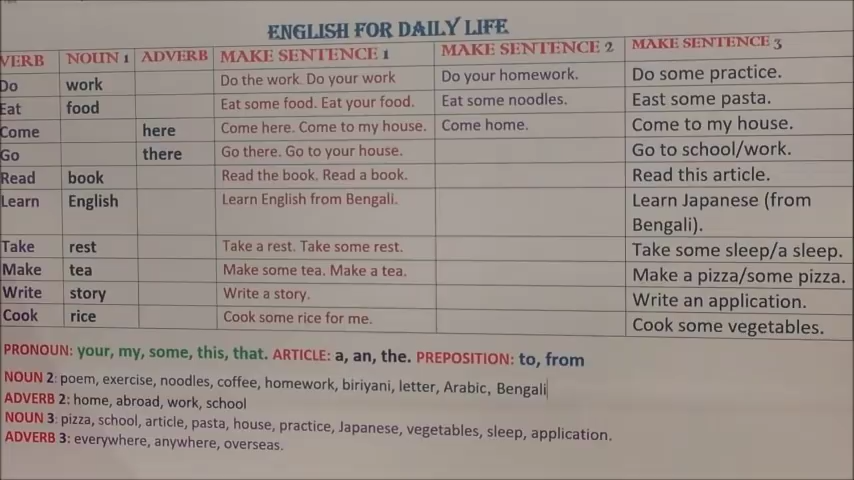 ENGLISH FOR DAILY LIFE
VERB NOUN 1 ADVERB MAKE SENTENCE 1 MAKE SENTENCE 2 MAKE SENTENCE 3
Do work Do the work. Do your work Do your homework. Do some practice.
Eat food Eat some food. Eat your food. Eat some noodles. East some pasta.
Come here Come here. Come to my house. Come home. Come to my house.
Go there Go there. Go to your house. Go to school/work.
Read book Read the book. Read a book. Read this article.
Learn English Learn English from Bengali. Learn Japanese (from
Bengali).
Take rest Take a rest. Take some rest. Take some sleep/a sleep.
Make tea Make some tea. Make a tea. Make a pizza/some pizza.
Write story Write a story. Write an application.
Cook rice Cook some rice for me. Cook some vegetables.
PRONOUN: your, my, some, this, that. ARTICLE: a, an, the. PREPOSITION: to, from
NOUN 2: poem, exercise, noodles, coffee, homework, biriyani, letter, Arabic, Bengali
ADVERB 2: home, abroad, work, school
NOUN 3: pizza, school, article, pasta, house, practice, Japanese, vegetables, sleep, application.
ADVERB 3: everywhere, anywhere, overseas.